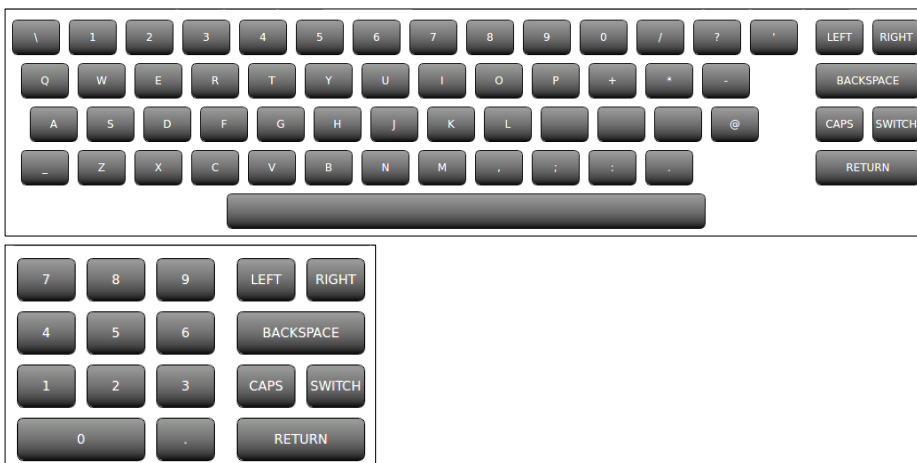 \ 1 2 3 4 5 6 7 8 9 0 / ? ' LEFT RIGHT
Q W E R T Y U I O P + * - BACKSPACE
A S D F G H J K L @ CAPS SWITCH
_ Z X C V B N M , ; : . RETURN
7 8 9 LEFT RIGHT
4 5 6 BACKSPACE
1 2 3 CAPS SWITCH
0 . RETURN